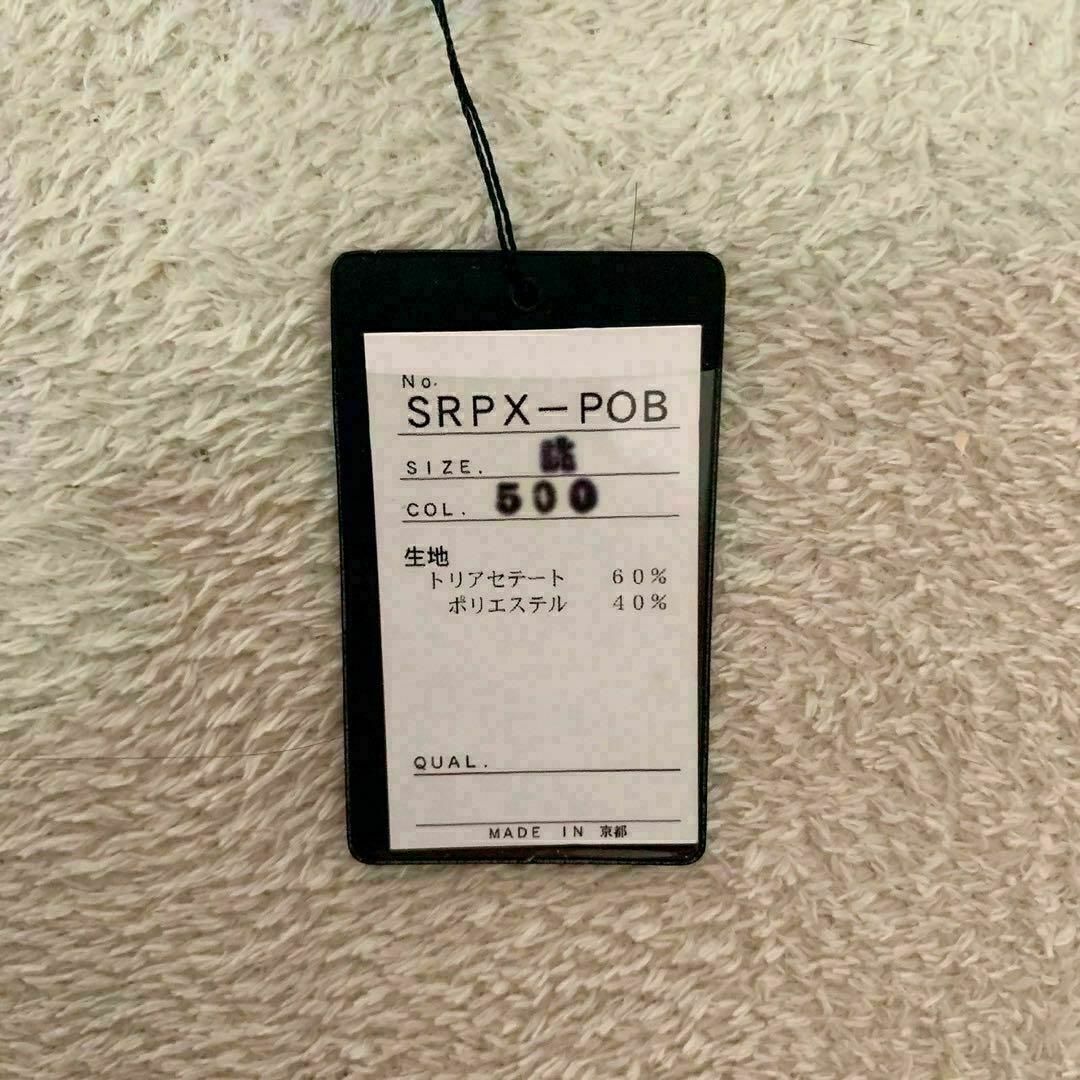 No.
SRPX−POB
SIZE.
COL. 500
生地
トリアセテート 60%
ポリエステル 40%
QUAL.
MADE IN 京都